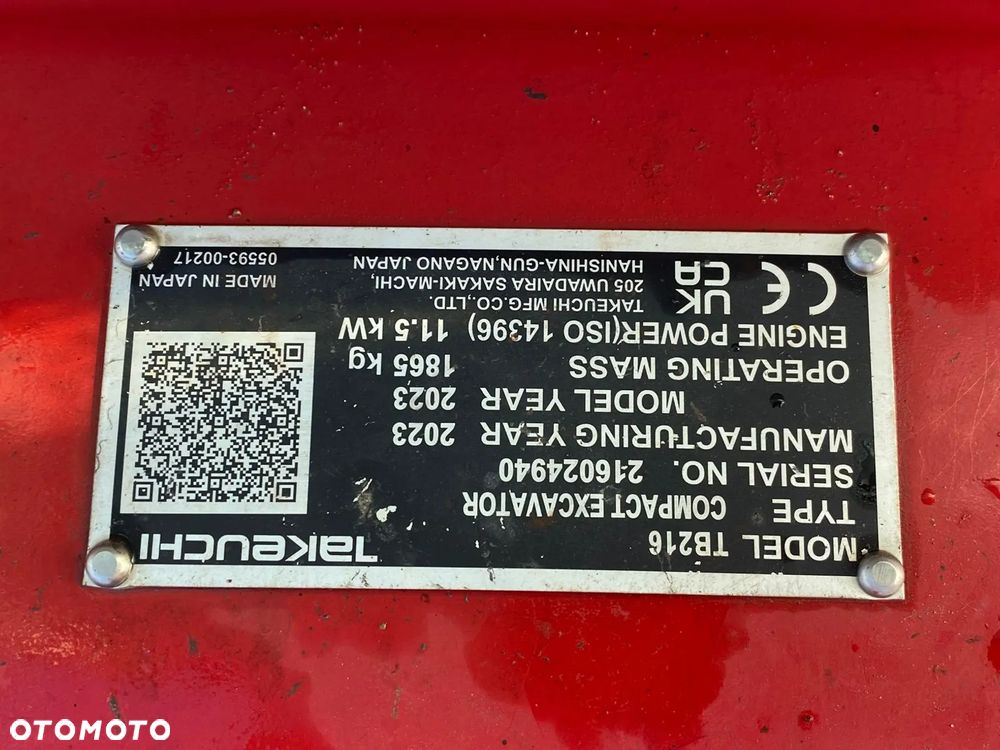 MODEL TB216 TAKEUCHI
TYPE COMPACT EXCAVATOR
SERIAL NO. 216024940
MANUFACTURING YEAR 2023
MODEL YEAR 2023
OPERATING MASS 1865 kg
ENGINE POWER(ISO 14396) 11.5 kW
TAKEUCHI MFG.CO.,LTD.
205 UWADAIRA SAKAKI-MACHI,
HANISHINA-GUN,NAGANO JAPAN
CE UK CA
MADE IN JAPAN
05593-00217
OTOMOTO